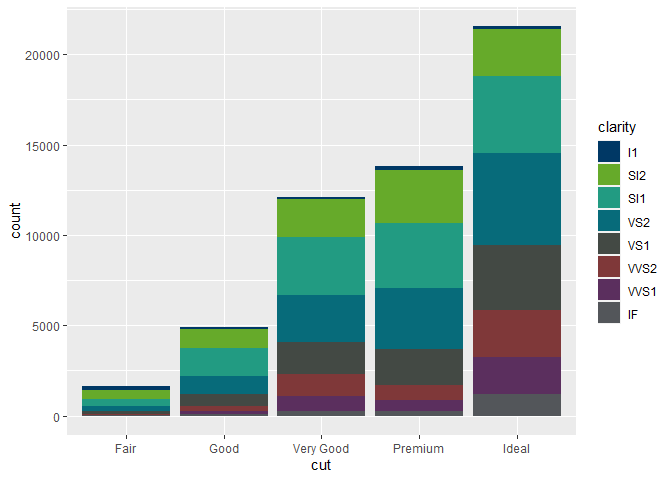 20000
15000
10000
5000
0
count
Fair
Good
Very Good
Premium
Ideal
cut
clarity
I1
SI2
SI1
VS2
VS1
VVS2
VVS1
IF